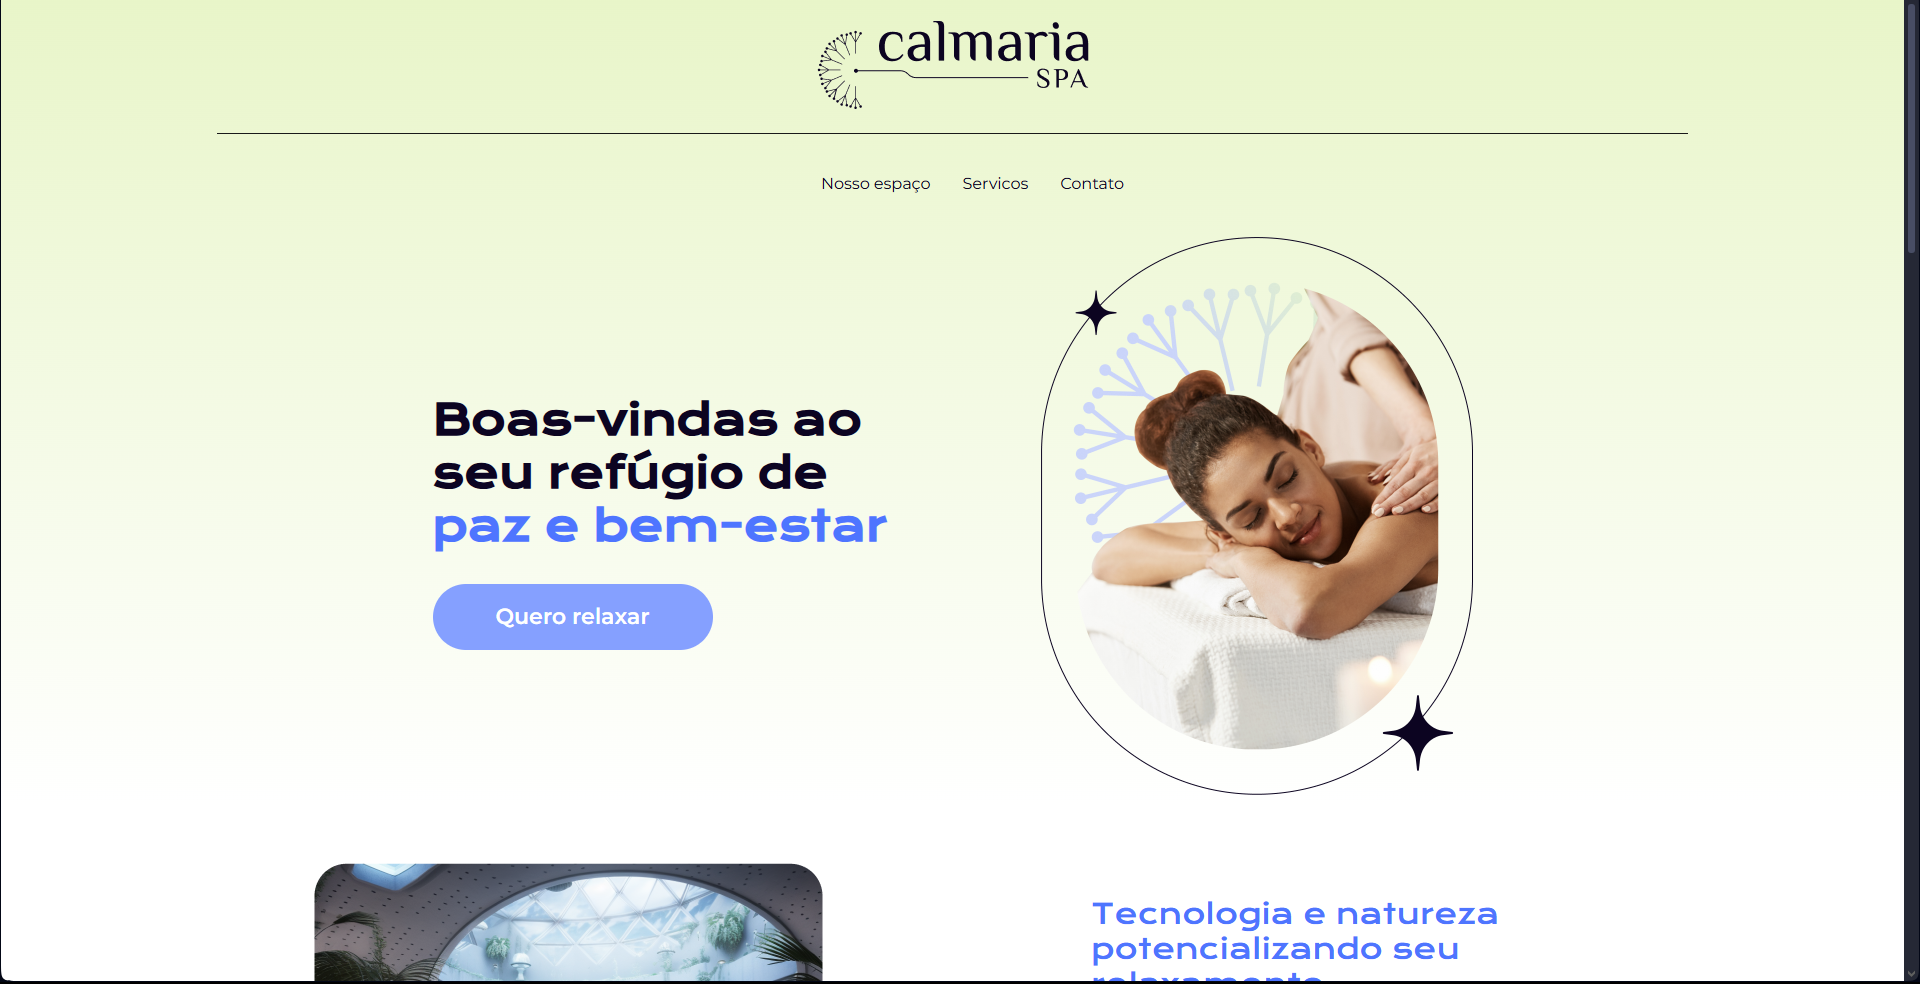 calmaria
SPA
Nosso espaço Servicos Contato
Boas-vindas ao
seu refúgio de
paz e bem-estar
Quero relaxar
Tecnologia e natureza
potencializando seu
relaxamento